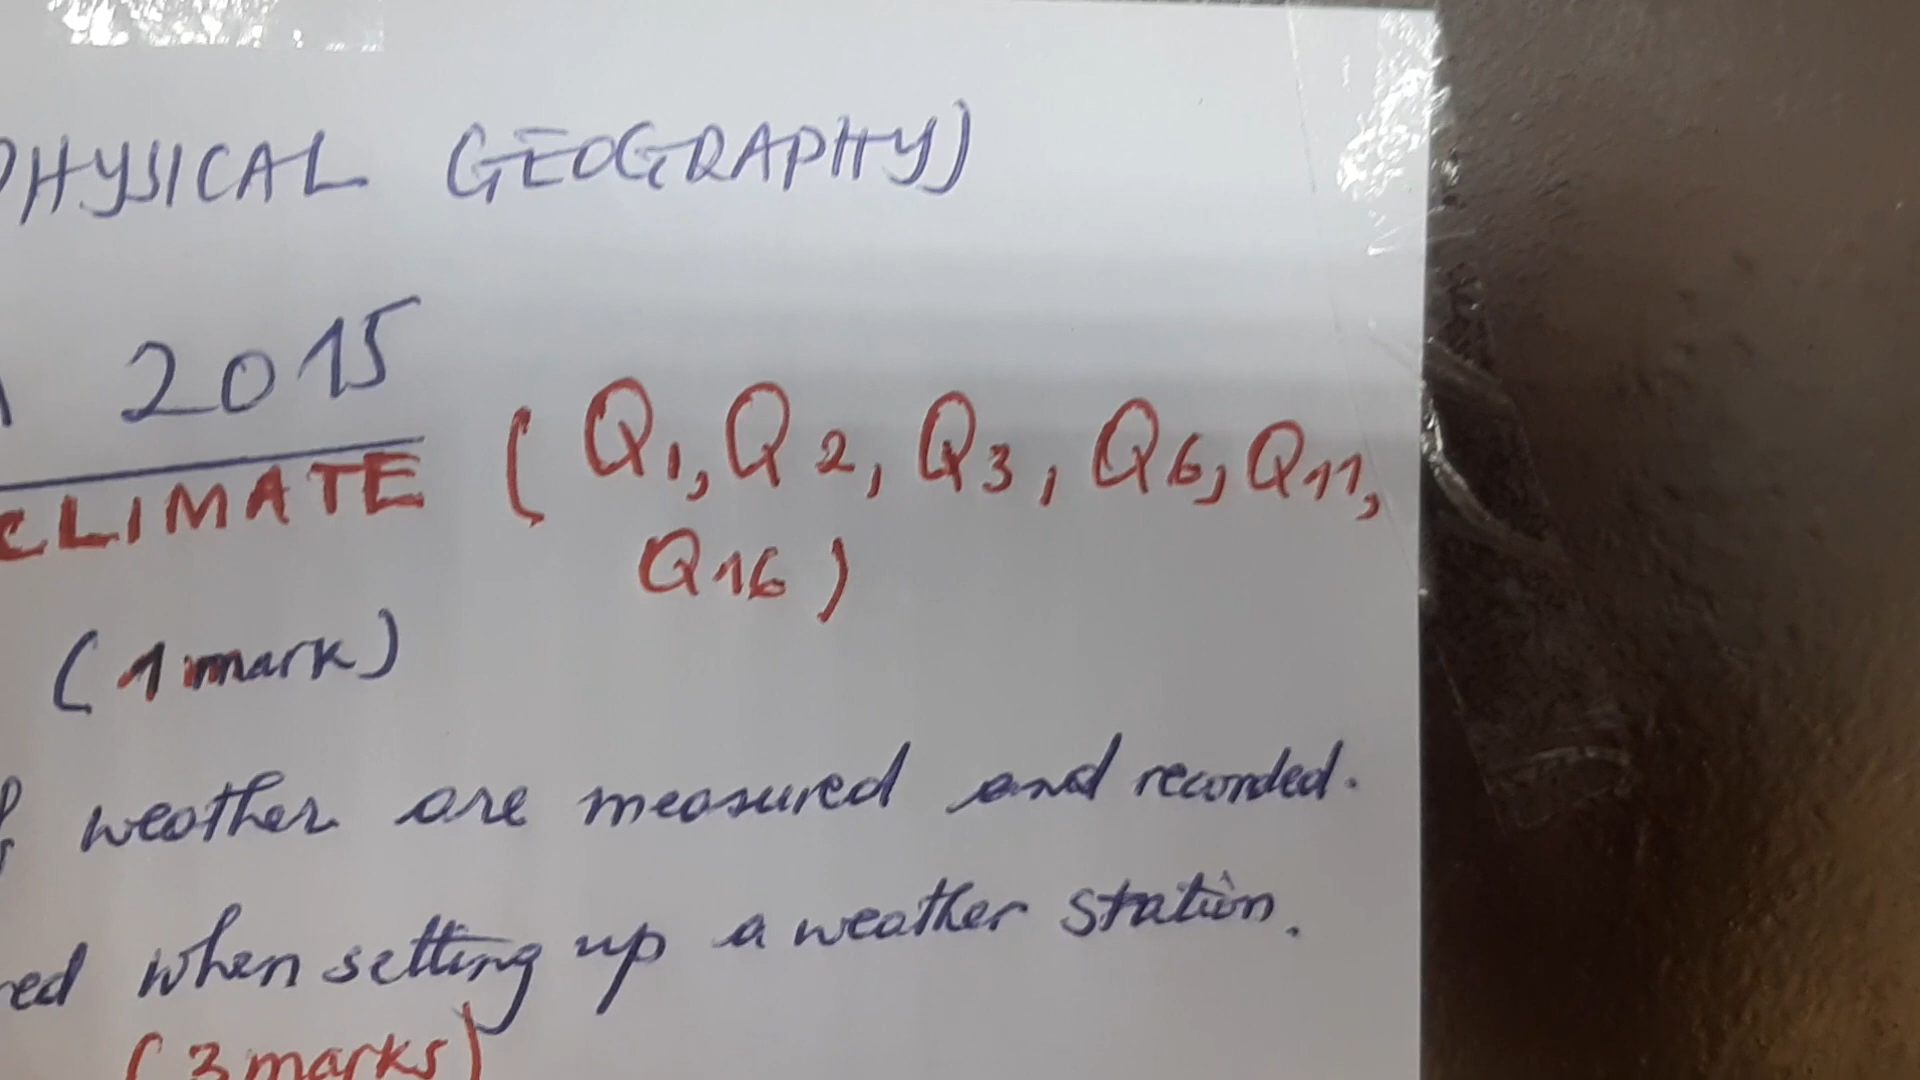 PHYSICAL GEOGRAPHY)
2015
CLIMATE (Q1, Q2, Q3, Q6, Q11,
Q16)
(1 mark)
weather are measured and recorded.
when setting up a weather station.
(3 marks)